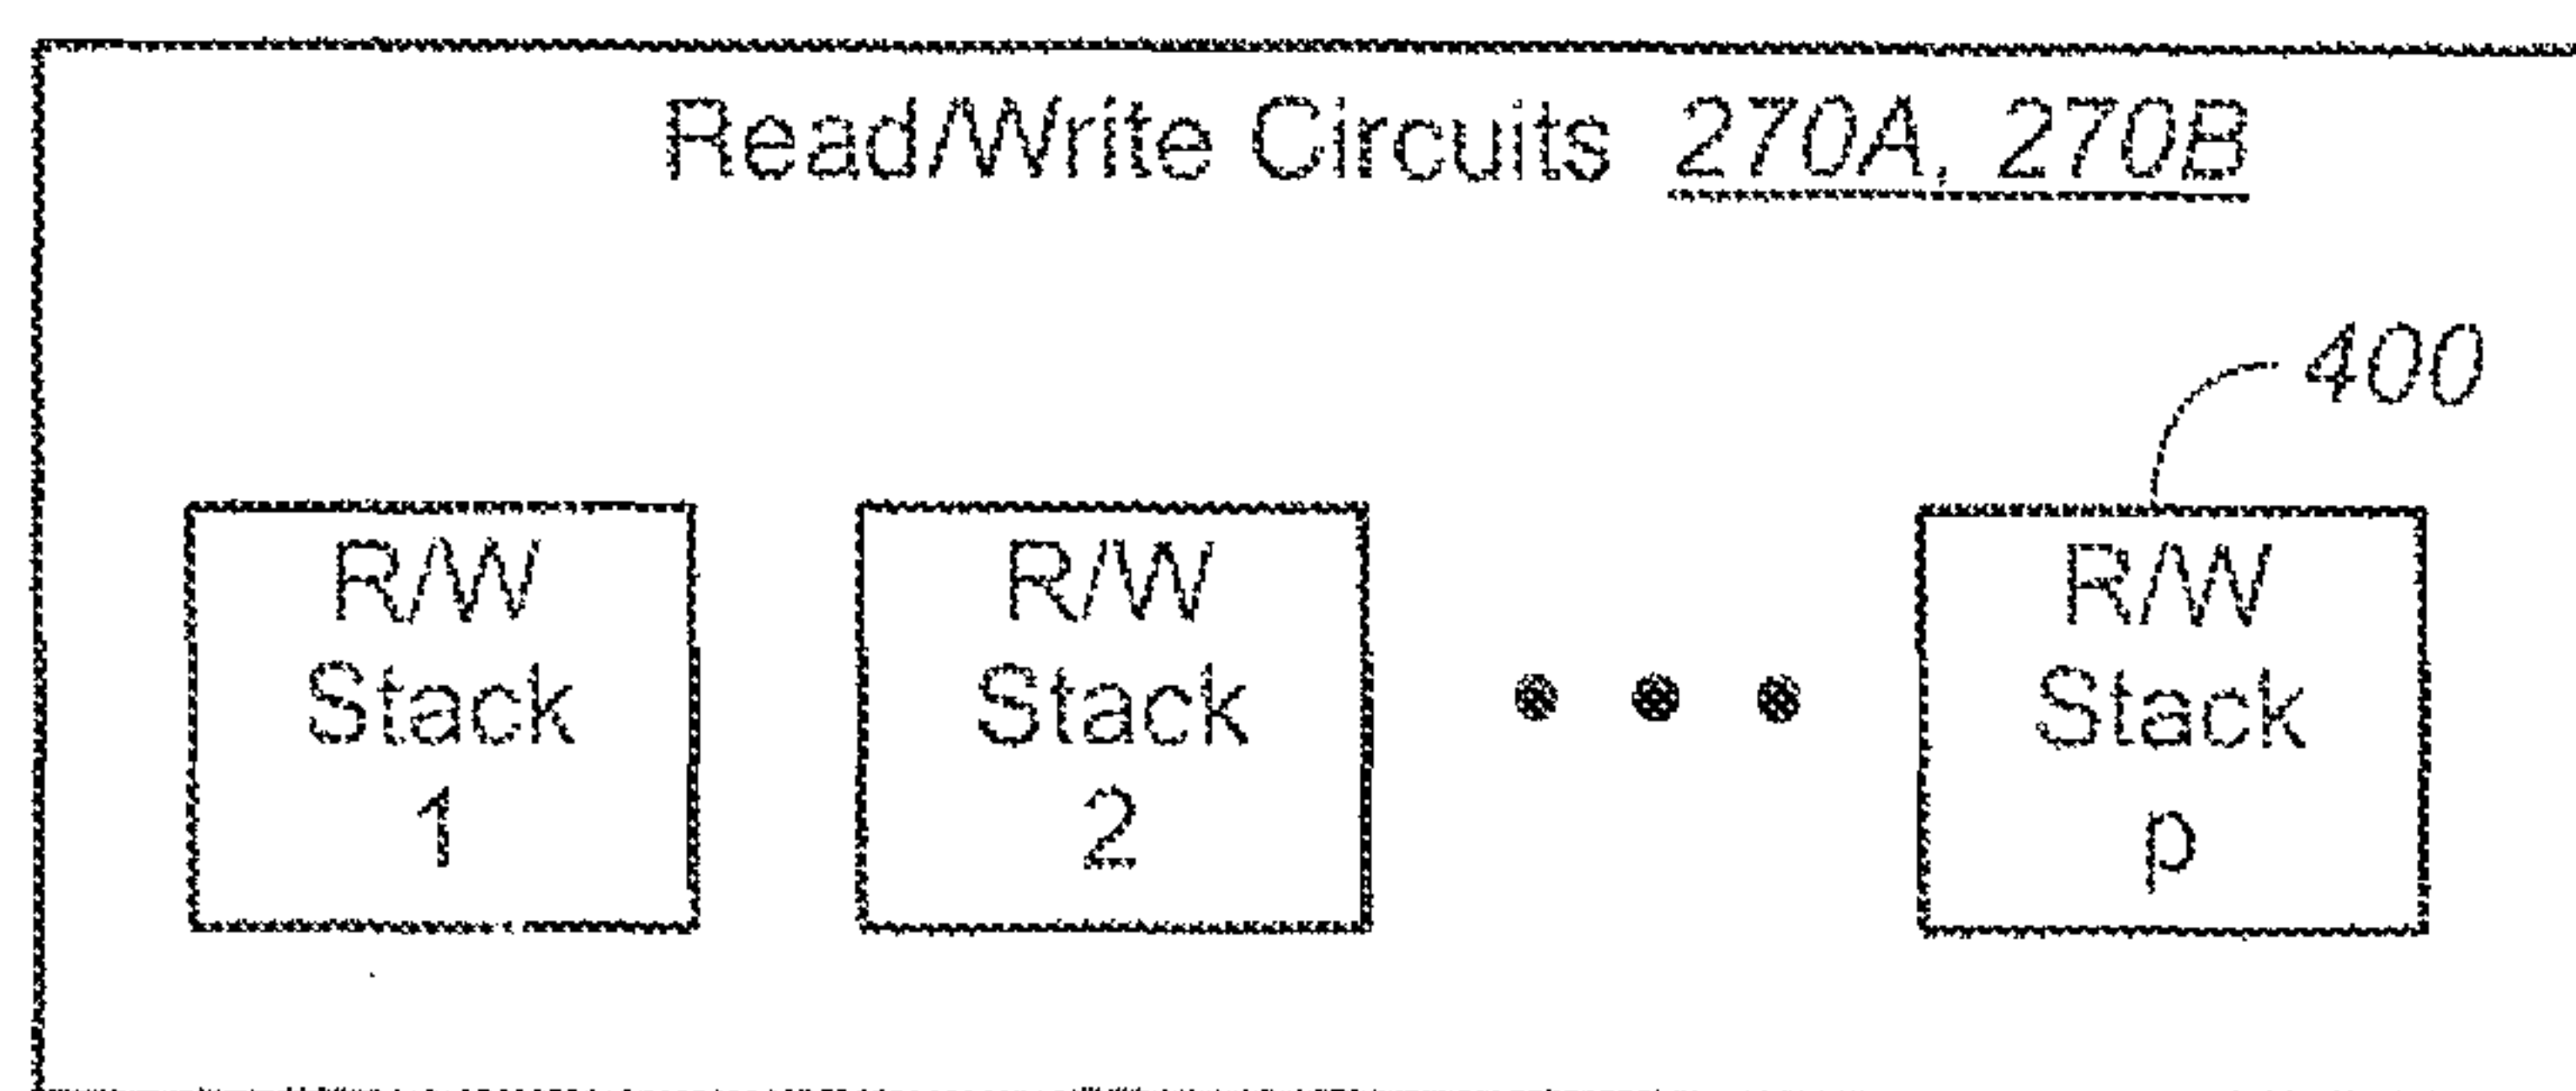 Read/Write Circuits 270A, 270B
400
R/W
Stack
1
R/W
Stack
2
R/W
Stack
p